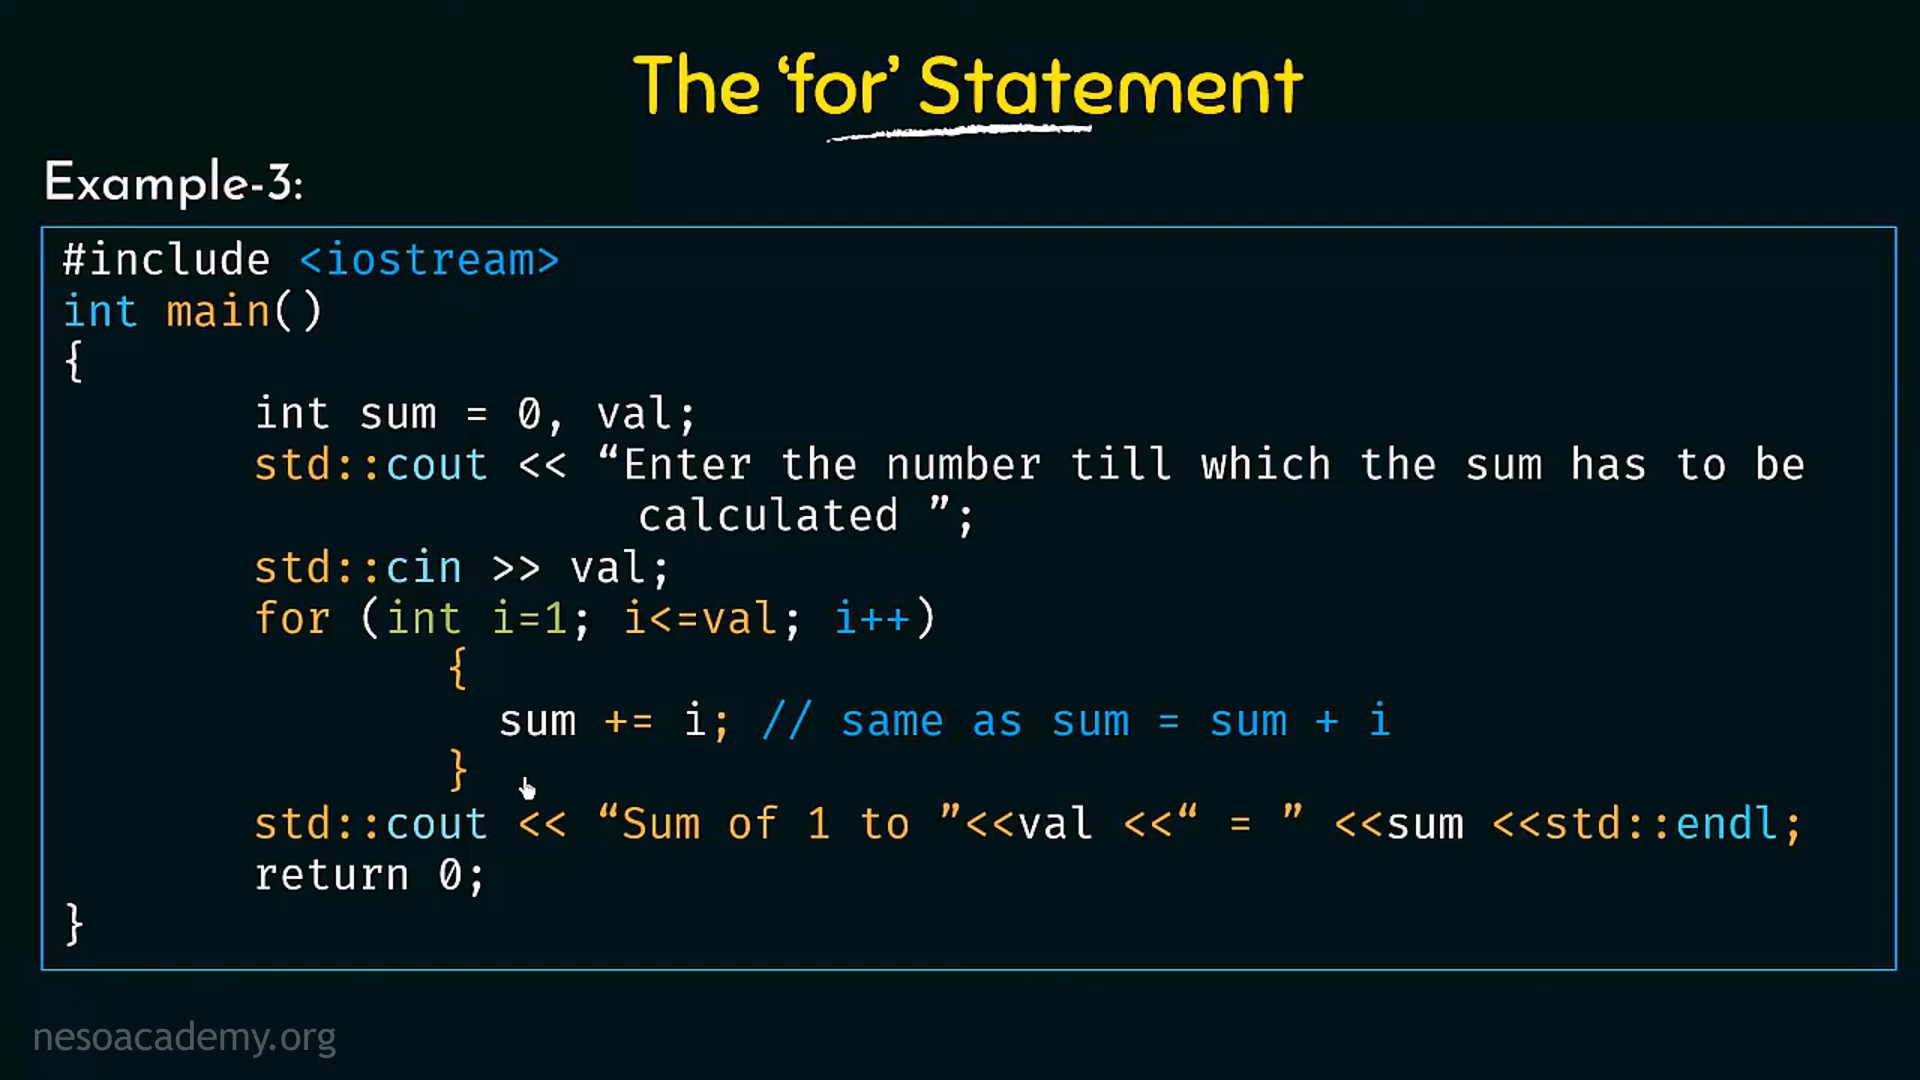 The ‘for’ Statement
Example-3:
#include <iostream>
int main()
{
int sum = 0, val;
std::cout << “Enter the number till which the sum has to be
calculated ”;
std::cin >> val;
for (int i=1; i<=val; i++)
{
sum += i; // same as sum = sum + i
}
std::cout << “Sum of 1 to ”<<val <<“ = ” <<sum <<std::endl;
return 0;
}
nesoacademy.org